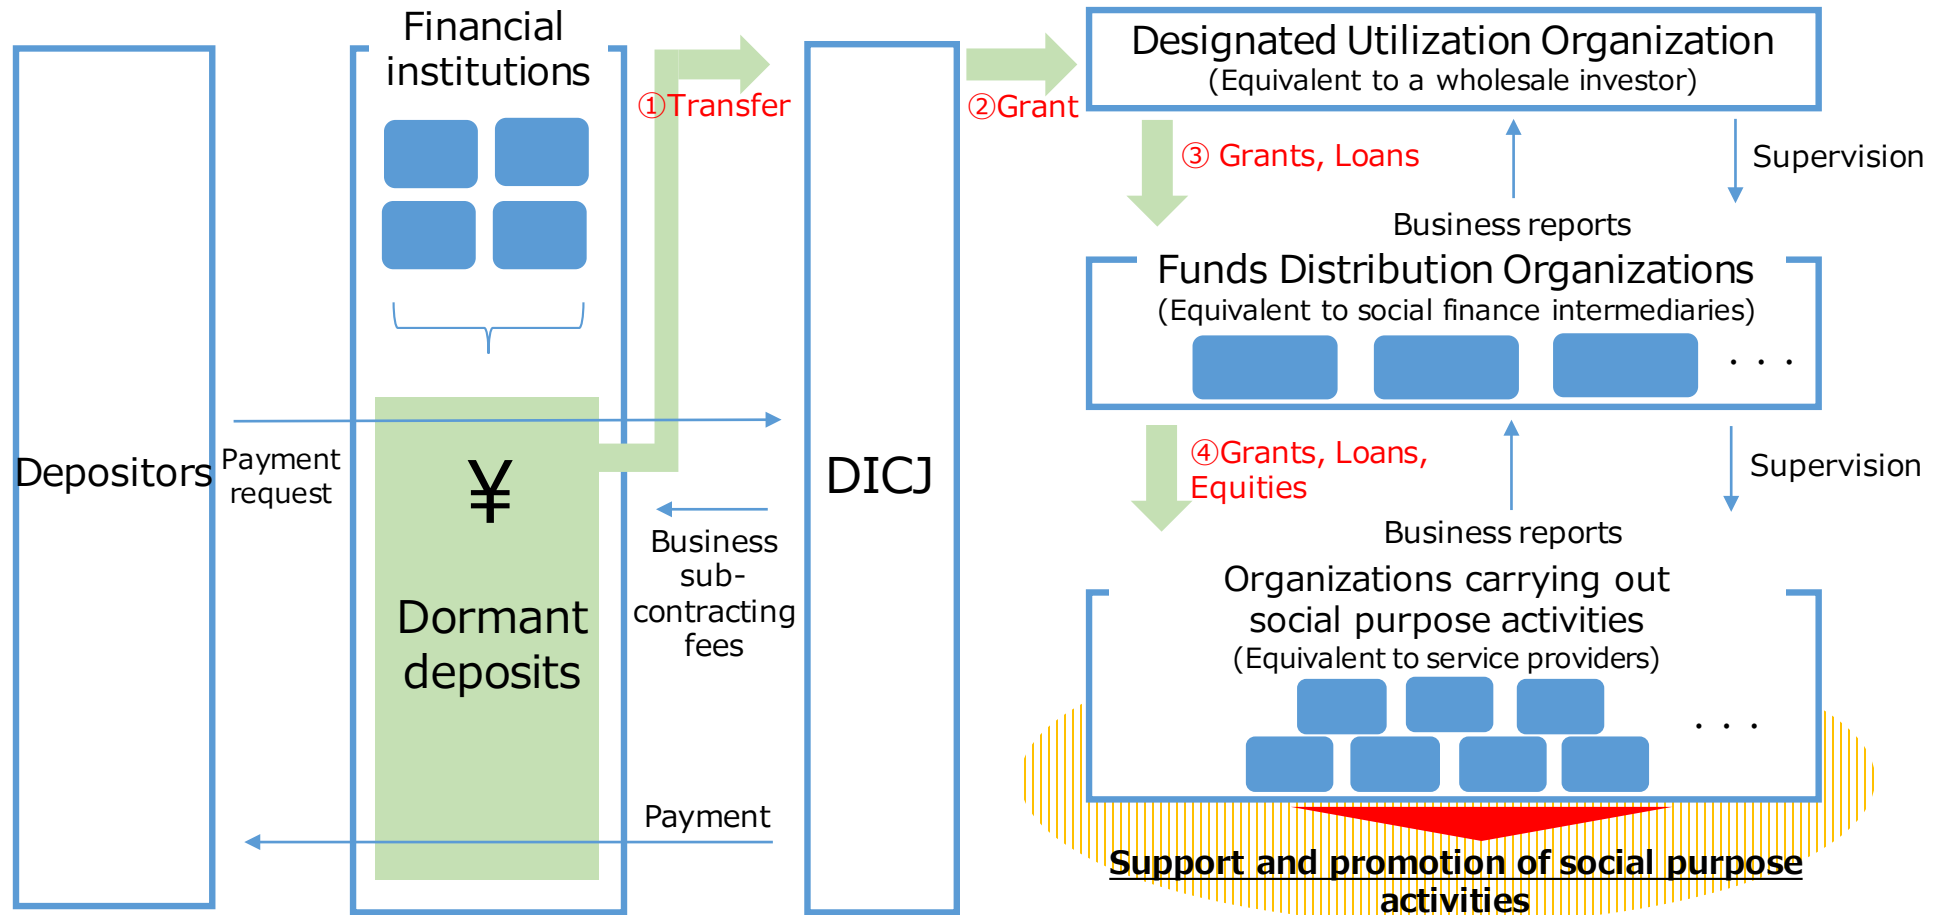 Depositors
Financial
institutions
¥
Dormant
deposits
Payment
request
①Transfer
Business
sub-
contracting
fees
Payment
DICJ
②Grant
Designated Utilization Organization
(Equivalent to a wholesale investor)
③ Grants, Loans
Supervision
Business reports
Funds Distribution Organizations
(Equivalent to social finance intermediaries)
・・・
④Grants, Loans,
Equities
Supervision
Business reports
Organizations carrying out
social purpose activities
(Equivalent to service providers)
・・・
Support and promotion of social purpose
activities